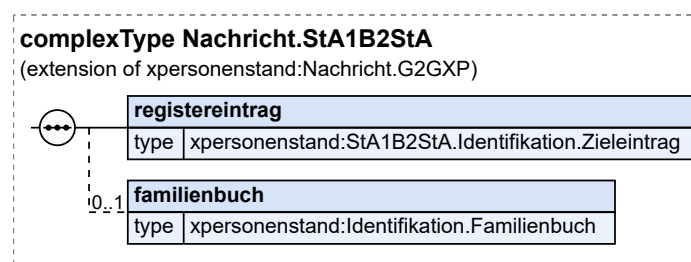 complexType Nachricht.StA1B2StA
(extension of xpersonenstand:Nachricht.G2GXP)
registereintrag
type xpersonenstand:StA1B2StA.Identifikation.Zieleintrag
0..1
familienbuch
type xpersonenstand:Identifikation.Familienbuch